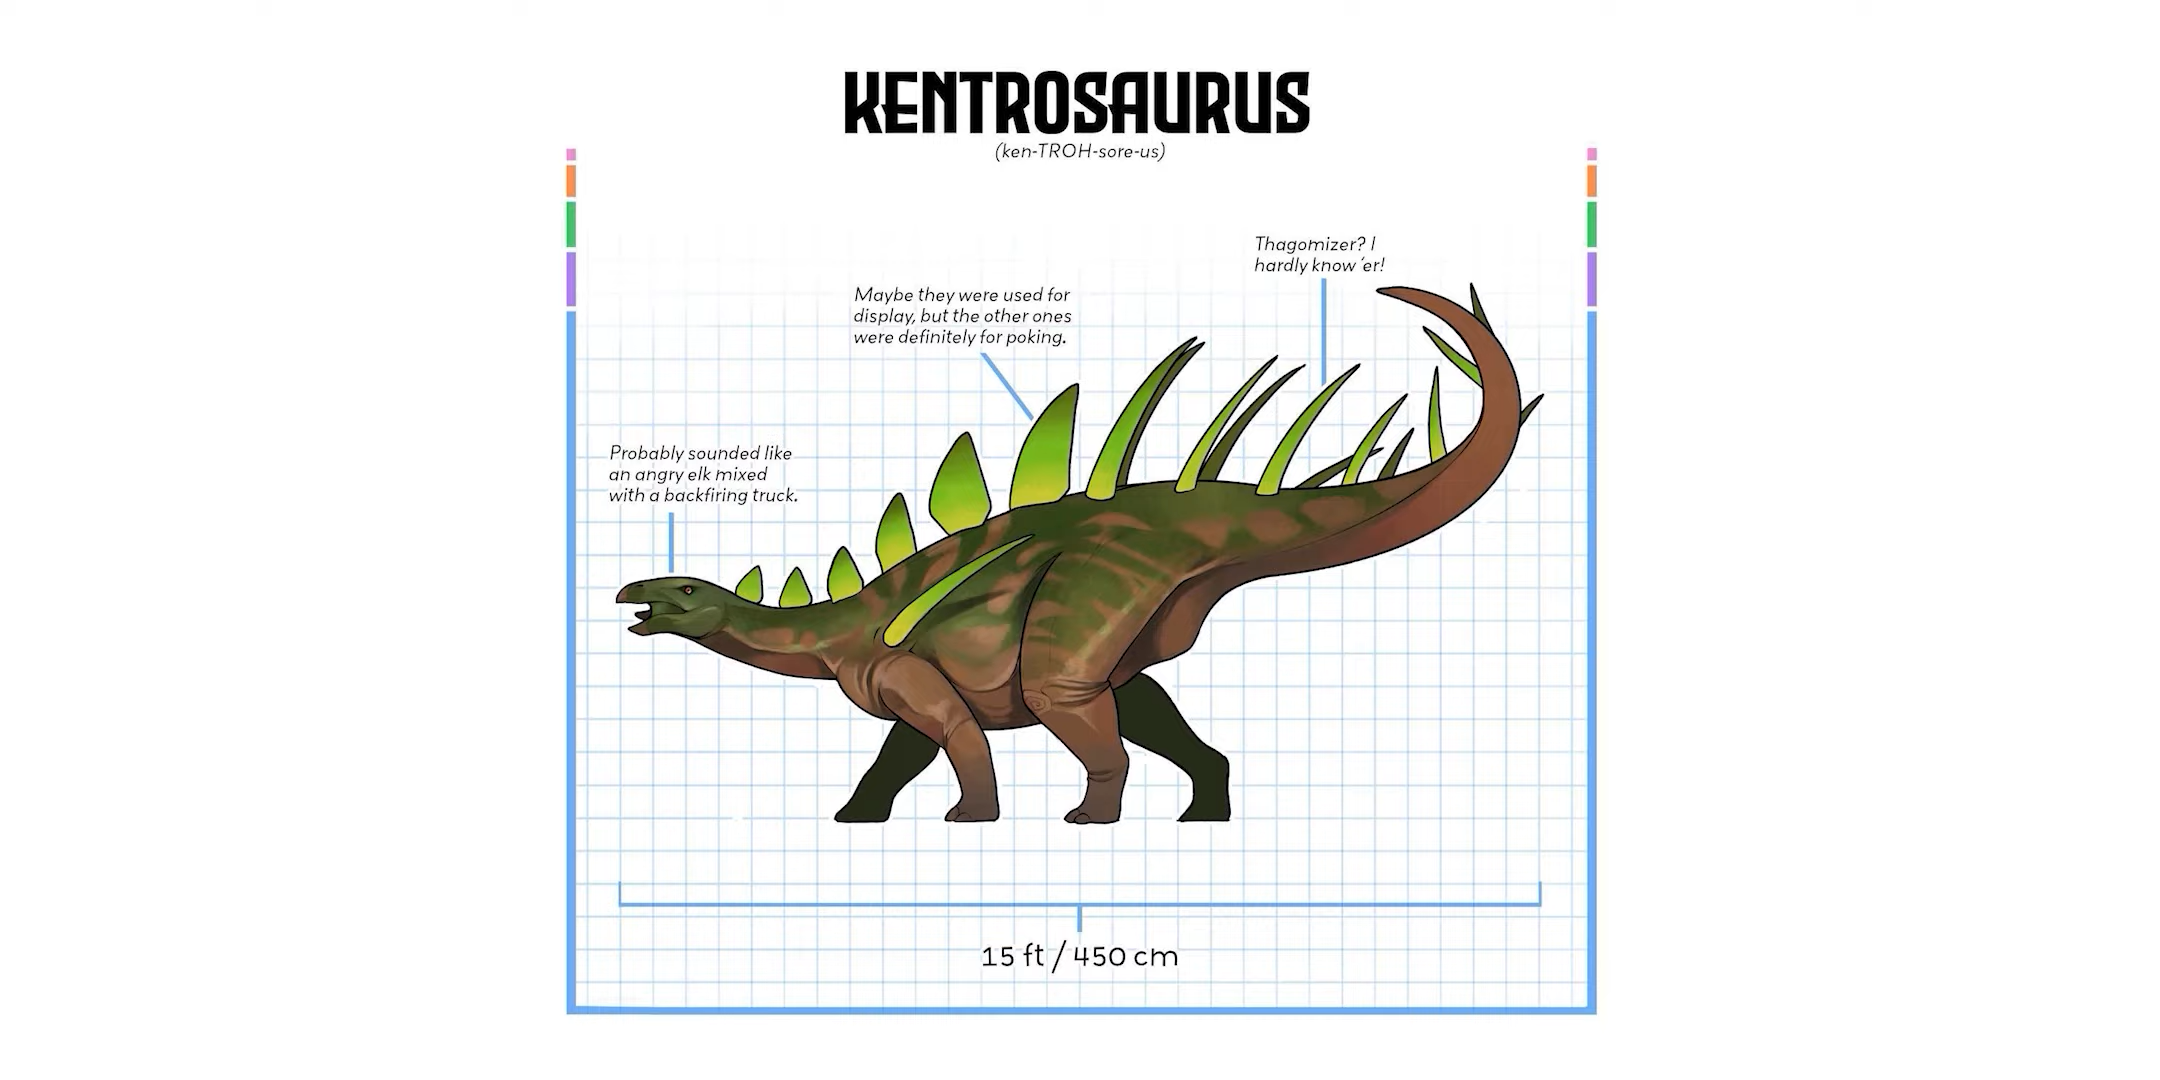 KENTROSAURUS
(ken-TROH-sore-us)
Thagomizer? I
hardly know 'er!
Maybe they were used for
display, but the other ones
were definitely for poking.
Probably sounded like
an angry elk mixed
with a backfiring truck.
15 ft / 450 cm